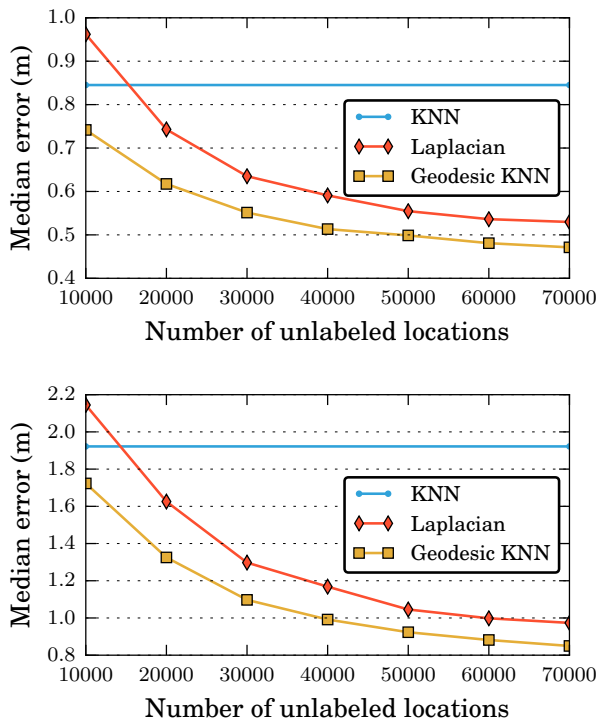 1.0
0.9
0.8
0.7
0.6
0.5
0.4
Median error (m)
KNN
Laplacian
Geodesic KNN
10000 20000 30000 40000 50000 60000 70000
Number of unlabeled locations
2.2
2.0
1.8
1.6
1.4
1.2
1.0
0.8
Median error (m)
KNN
Laplacian
Geodesic KNN
10000 20000 30000 40000 50000 60000 70000
Number of unlabeled locations